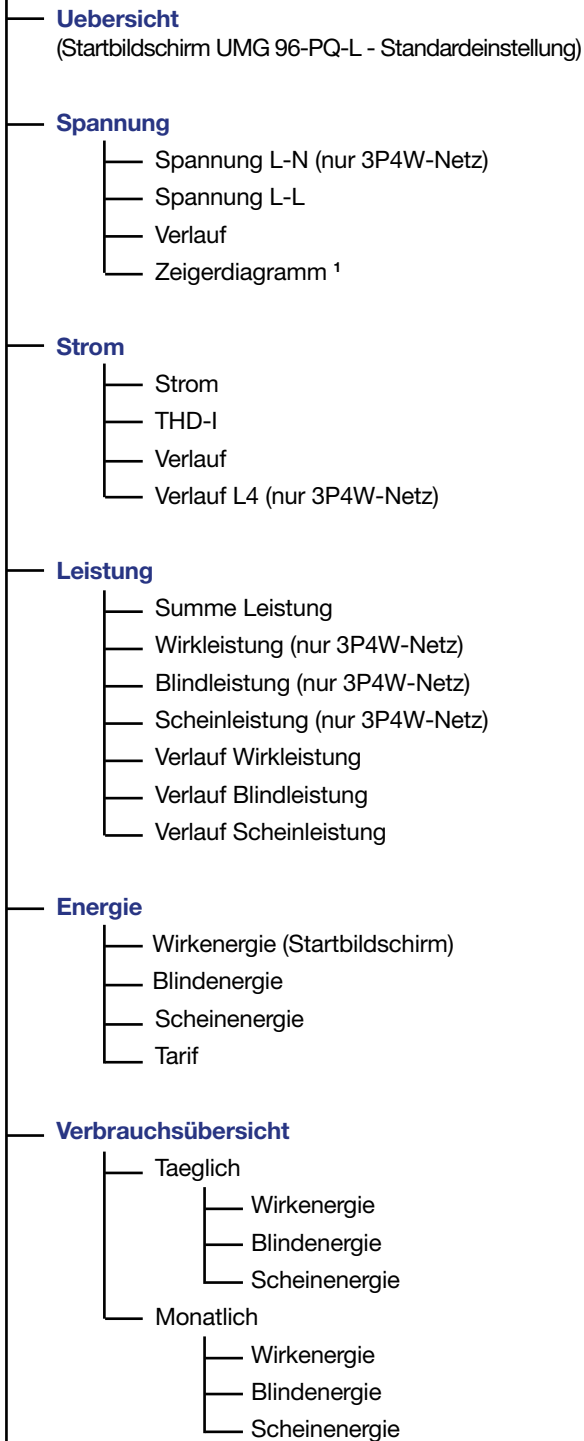 Uebersicht
(Startbildschirm UMG 96-PQ-L - Standardeinstellung)
Spannung
Spannung L-N (nur 3P4W-Netz)
Spannung L-L
Verlauf
Zeigerdiagramm ¹
Strom
Strom
THD-I
Verlauf
Verlauf L4 (nur 3P4W-Netz)
Leistung
Summe Leistung
Wirkleistung (nur 3P4W-Netz)
Blindleistung (nur 3P4W-Netz)
Scheinleistung (nur 3P4W-Netz)
Verlauf Wirkleistung
Verlauf Blindleistung
Verlauf Scheinleistung
Energie
Wirkenergie (Startbildschirm)
Blindenergie
Scheinenergie
Tarif
Verbrauchsübersicht
Taeglich
Wirkenergie
Blindenergie
Scheinenergie
Monatlich
Wirkenergie
Blindenergie
Scheinenergie